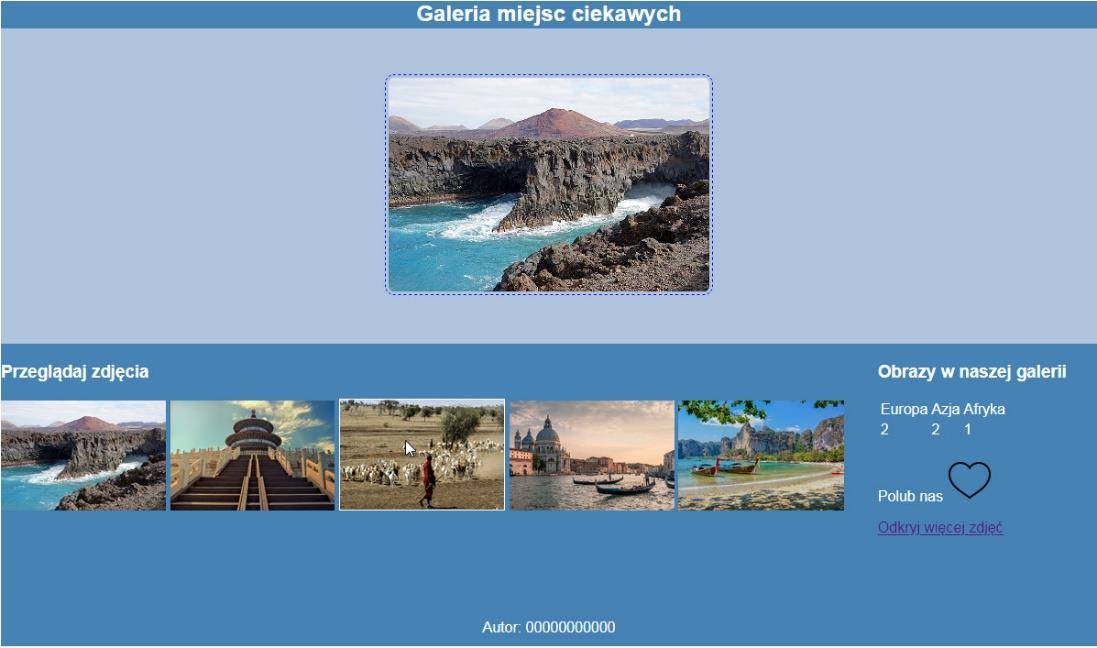 Galeria miejsc ciekawych
Przeglądaj zdjęcia
Obrazy w naszej galerii
Europa Azja Afryka
2 2 1
Polub nas
Odkryj więcej zdjęć
Autor: 00000000000